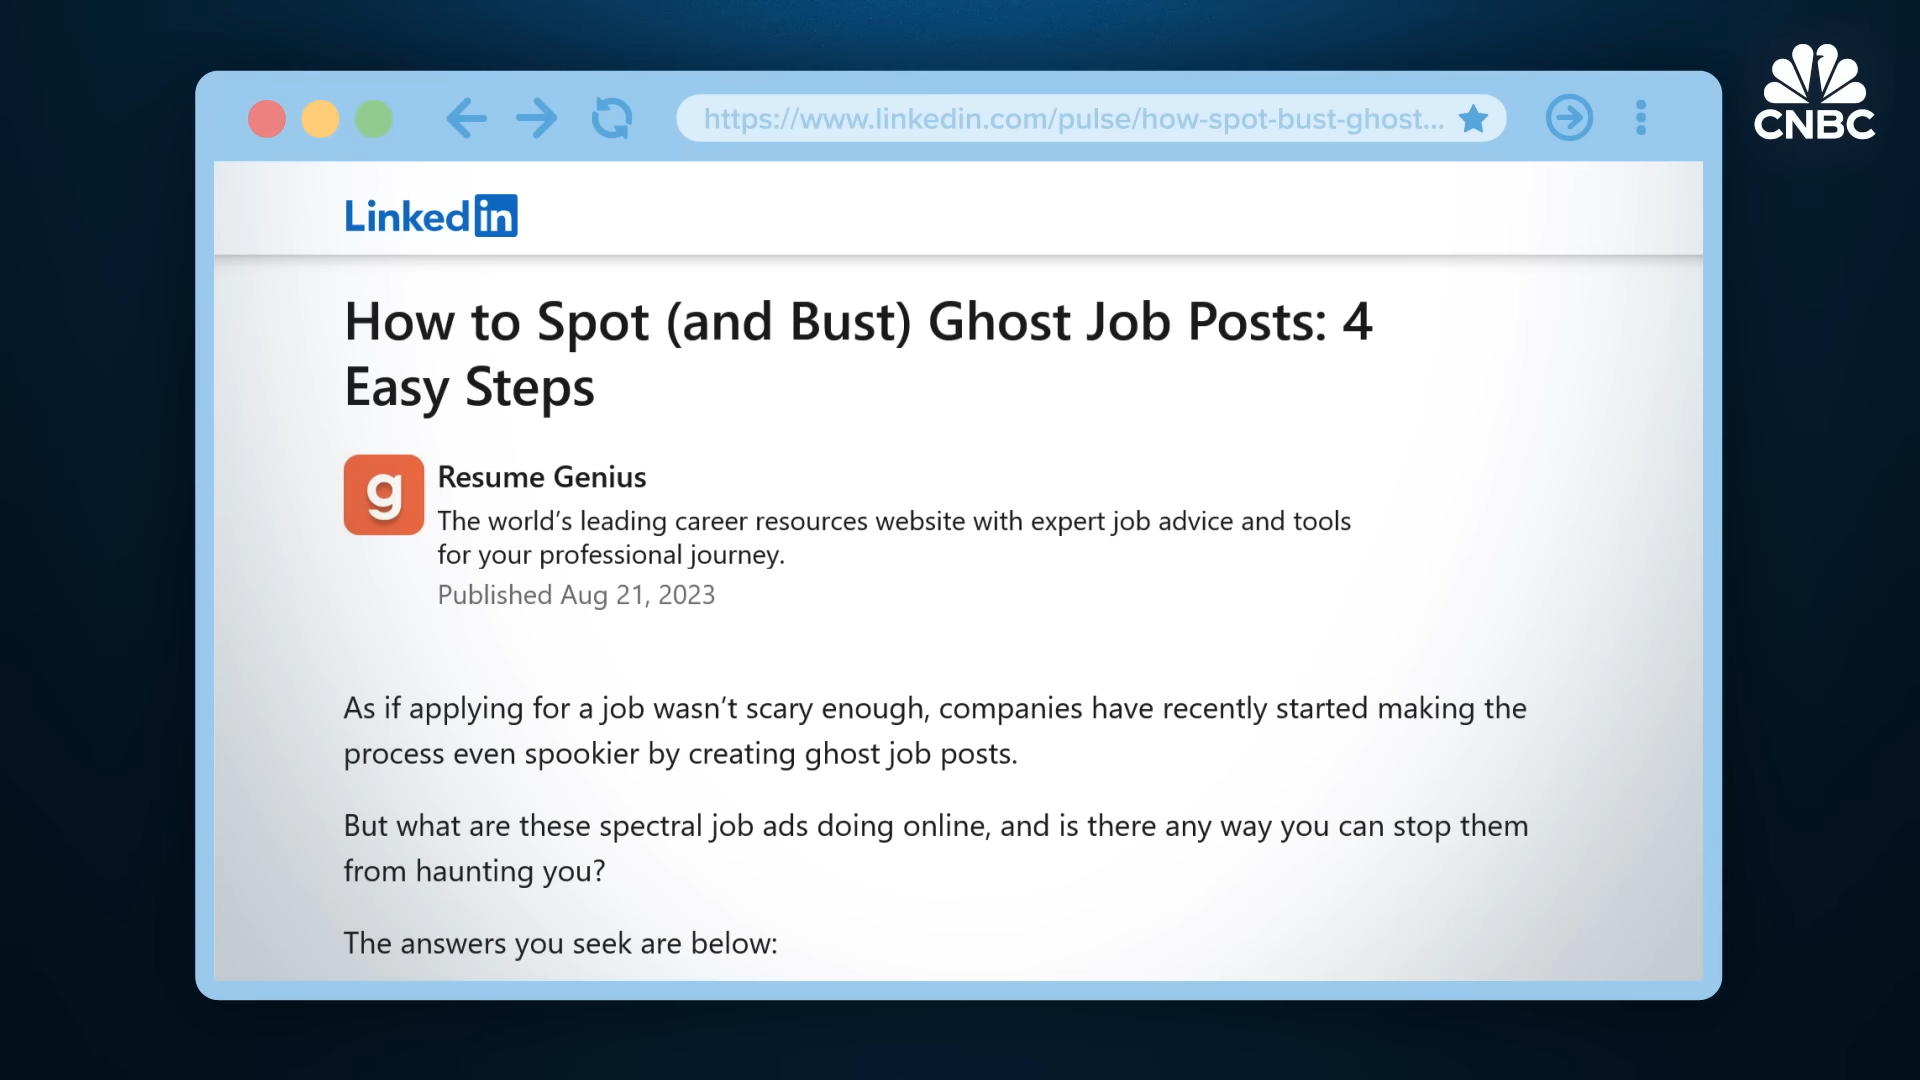 https://www.linkedin.com/pulse/how-spot-bust-ghost...
CNBC
Linkedin
How to Spot (and Bust) Ghost Job Posts: 4
Easy Steps
g
Resume Genius
The world's leading career resources website with expert job advice and tools
for your professional journey.
Published Aug 21, 2023
As if applying for a job wasn't scary enough, companies have recently started making the
process even spookier by creating ghost job posts.
But what are these spectral job ads doing online, and is there any way you can stop them
from haunting you?
The answers you seek are below: